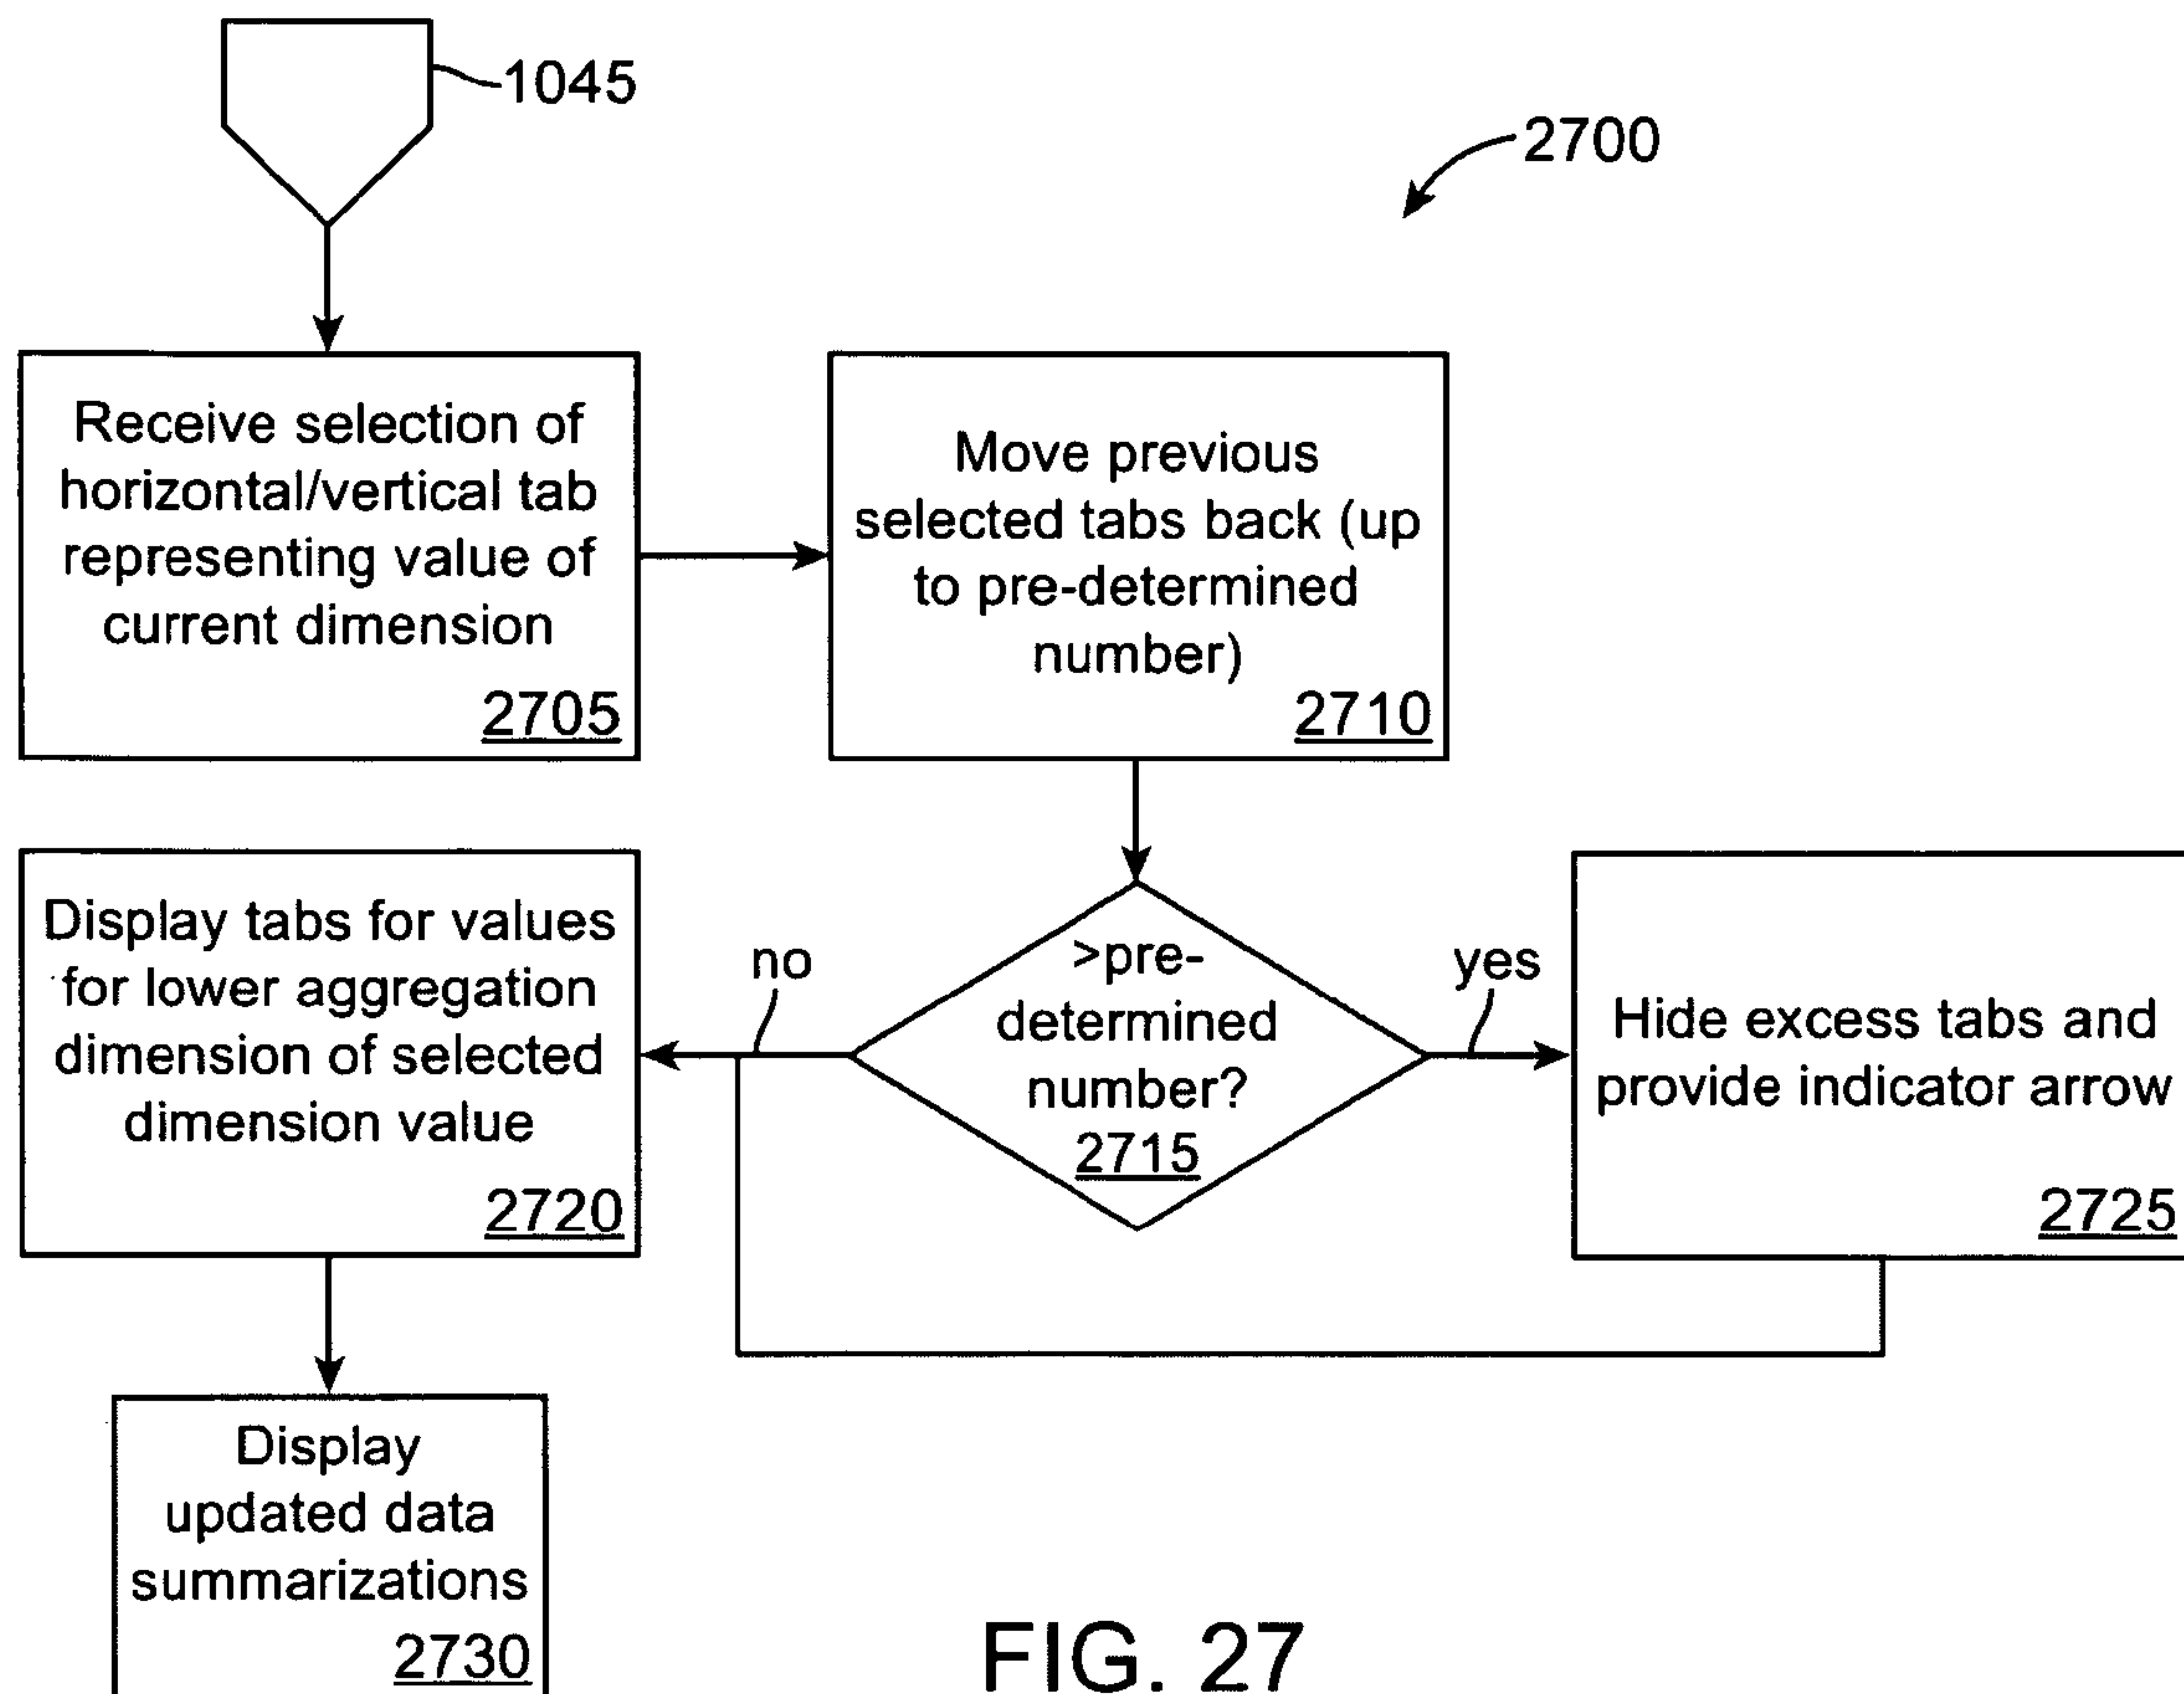 1045
2700
Receive selection of
horizontal/vertical tab
representing value of
current dimension
2705
Move previous
selected tabs back (up
to pre-determined
number)
2710
>pre-
determined
number?
2715
no
yes
Display tabs for values
for lower aggregation
dimension of selected
dimension value
2720
Hide excess tabs and
provide indicator arrow
2725
Display
updated data
summarizations
2730
FIG. 27